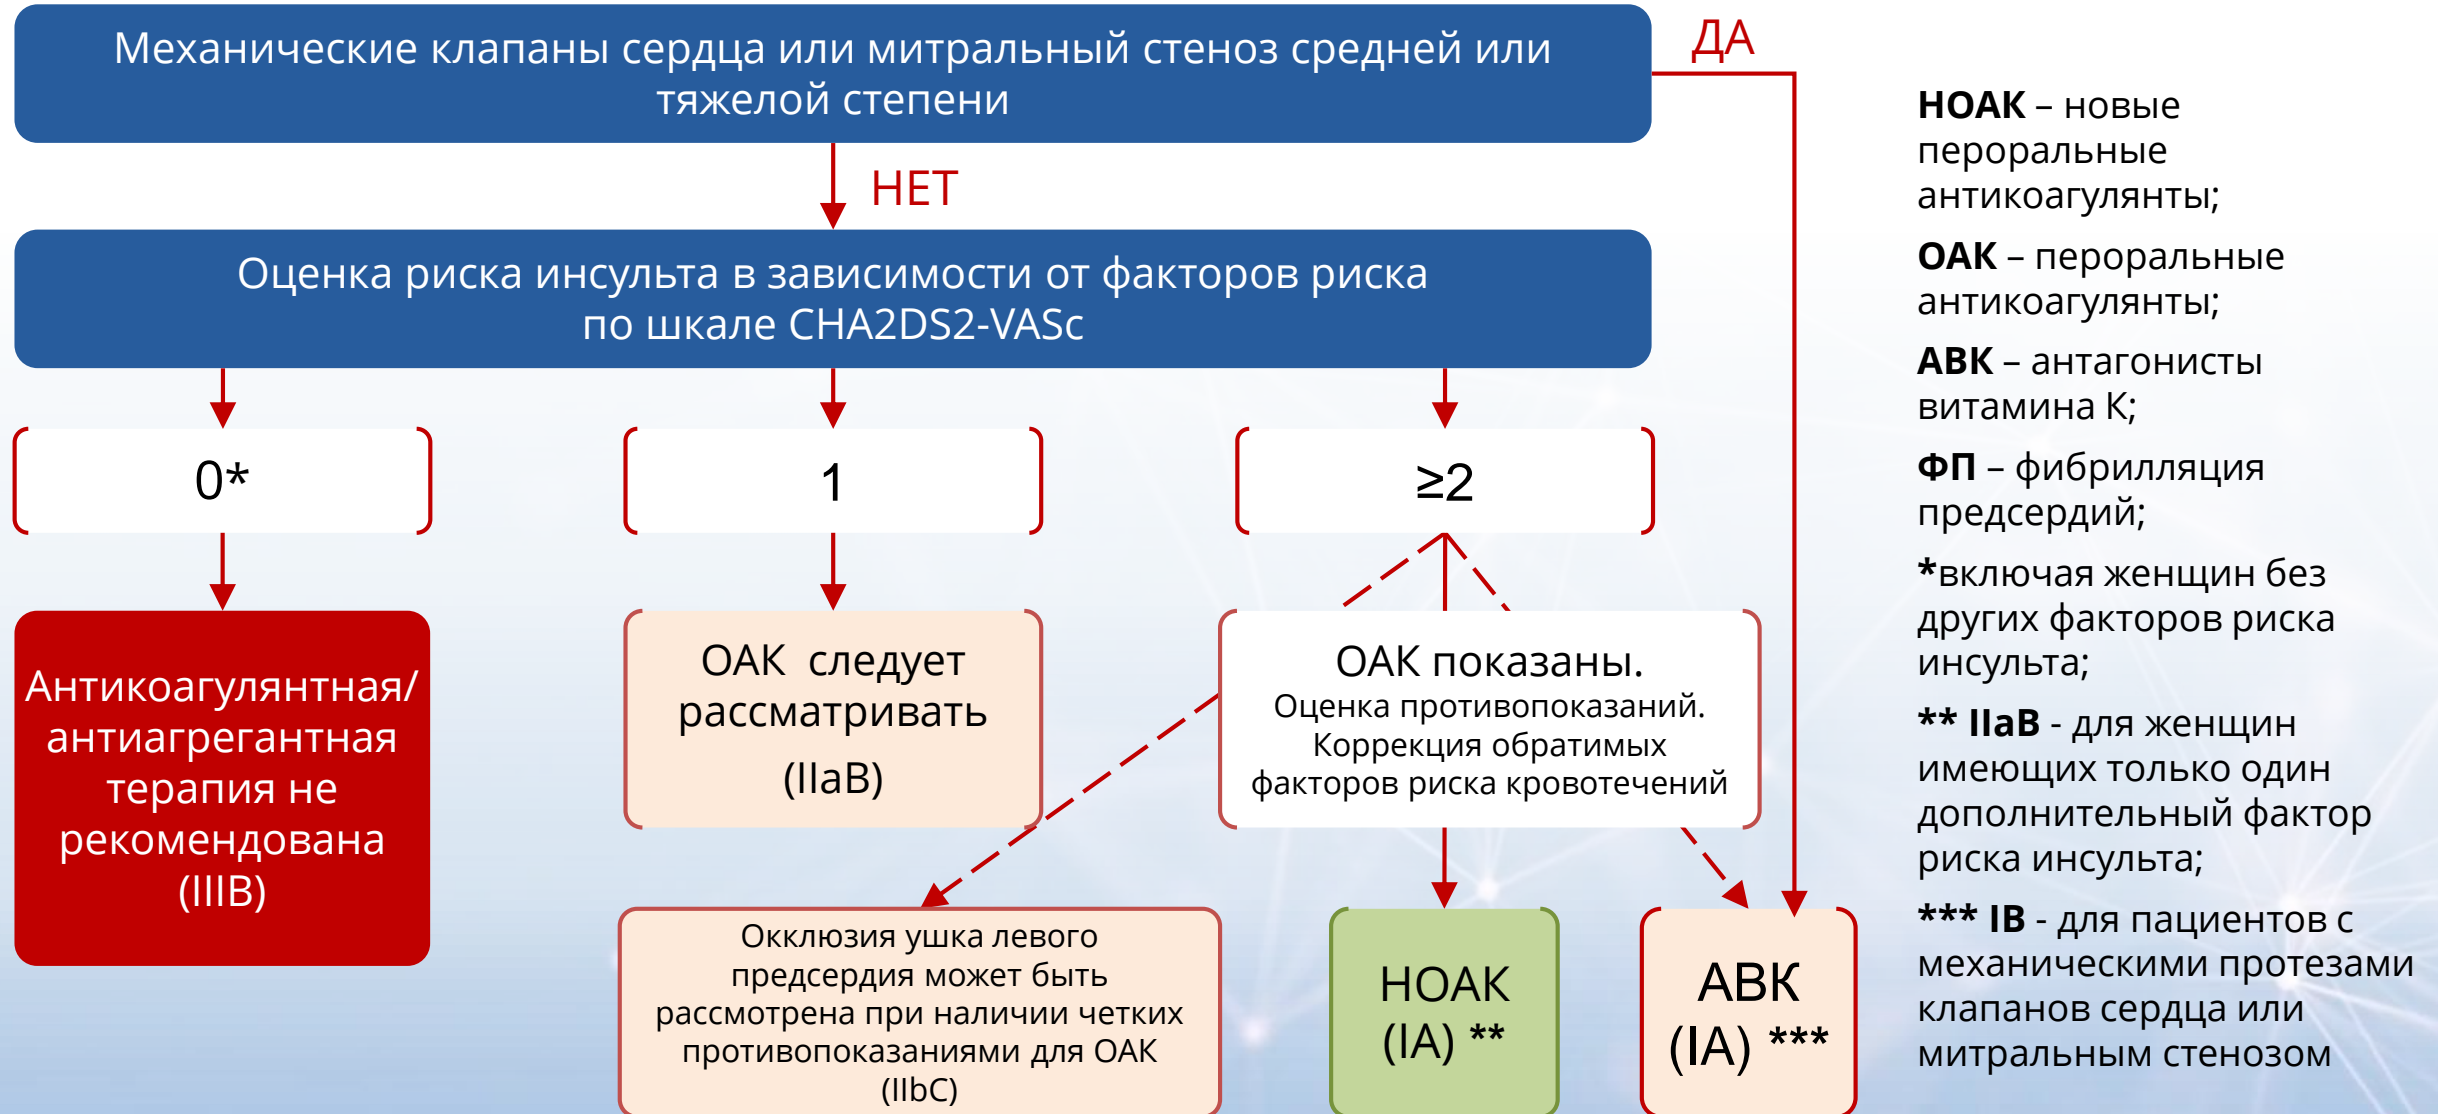 Механические клапаны сердца или митральный стеноз средней или
тяжелой степени
ДА
НЕТ
Оценка риска инсульта в зависимости от факторов риска
по шкале CHA2DS2-VASc
0*
1
≥2
Антикоагулянтная/
антиагрегантная
терапия не
рекомендована
(IIIB)
ОАК следует
рассматривать
(IIaB)
ОАК показаны.
Оценка противопоказаний.
Коррекция обратимых
факторов риска кровотечений
Окклюзия ушка левого
предсердия может быть
рассмотрена при наличии четких
противопоказаниями для ОАК
(IIbC)
НОАК
(IA) **
АВК
(IA) ***
НОАК – новые
пероральные
антикоагулянты;
ОАК – пероральные
антикоагулянты;
АВК – антагонисты
витамина К;
ФП – фибрилляция
предсердий;
*включая женщин без
других факторов риска
инсульта;
** IIaB - для женщин
имеющих только один
дополнительный фактор
риска инсульта;
*** IB - для пациентов с
механическими протезами
клапанов сердца или
митральным стенозом